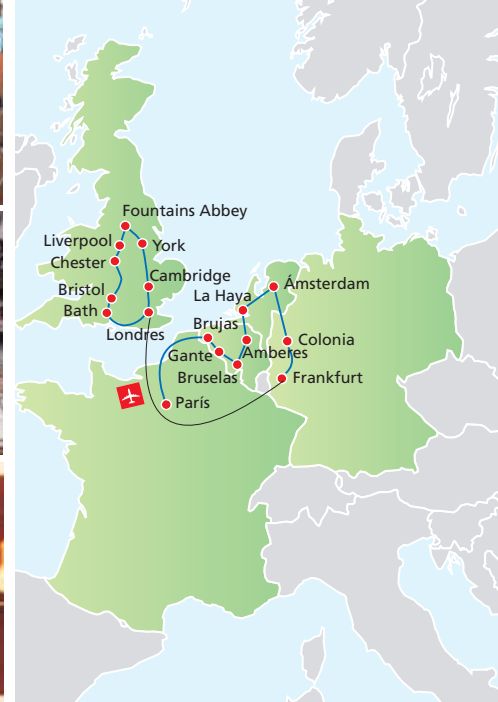 Fountains Abbey
Liverpool
York
Chester
Cambridge
Ámsterdam
Bristol
La Haya
Bath
Londres
Brujas
Colonia
Gante
Amberes
Bruselas
Frankfurt
París